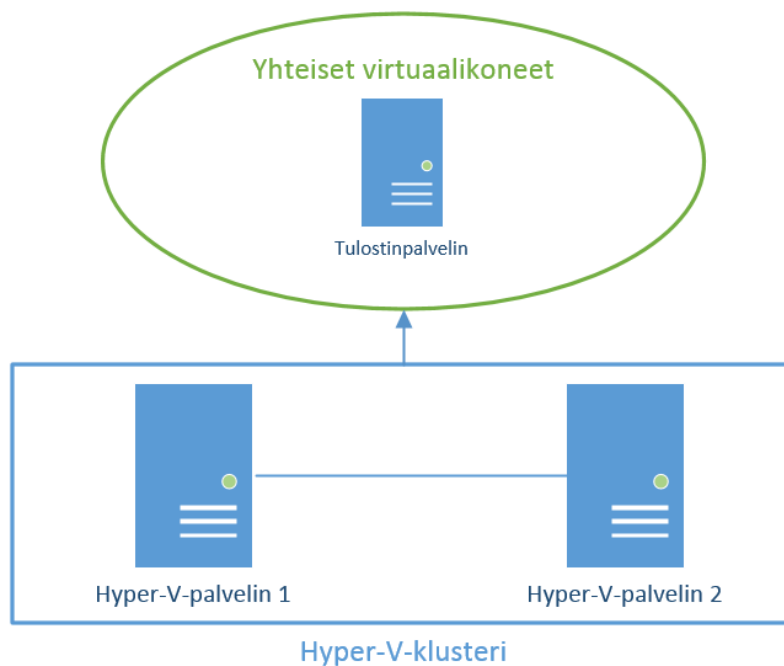 Yhteiset virtuaalikoneet
Tulostinpalvelin
Hyper-V-palvelin 1
Hyper-V-palvelin 2
Hyper-V-klusteri